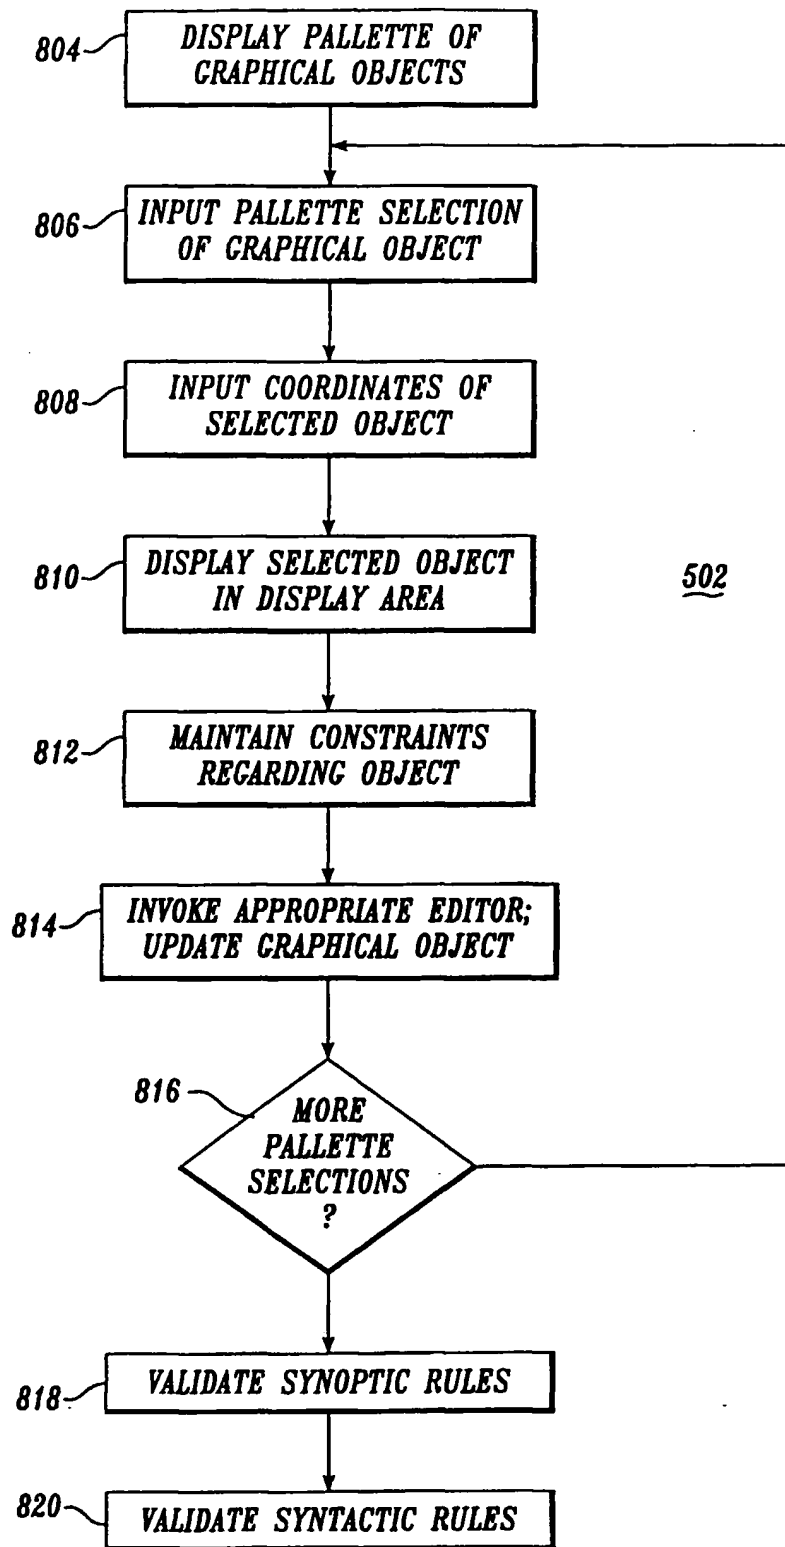 804
DISPLAY PALLETTE OF
GRAPHICAL OBJECTS
806
INPUT PALLETTE SELECTION
OF GRAPHICAL OBJECT
808
INPUT COORDINATES OF
SELECTED OBJECT
810
DISPLAY SELECTED OBJECT
IN DISPLAY AREA
502
812
MAINTAIN CONSTRAINTS
REGARDING OBJECT
814
INVOKE APPROPRIATE EDITOR;
UPDATE GRAPHICAL OBJECT
816
MORE
PALLETTE
SELECTIONS
?
818
VALIDATE SYNOPTIC RULES
820
VALIDATE SYNTACTIC RULES